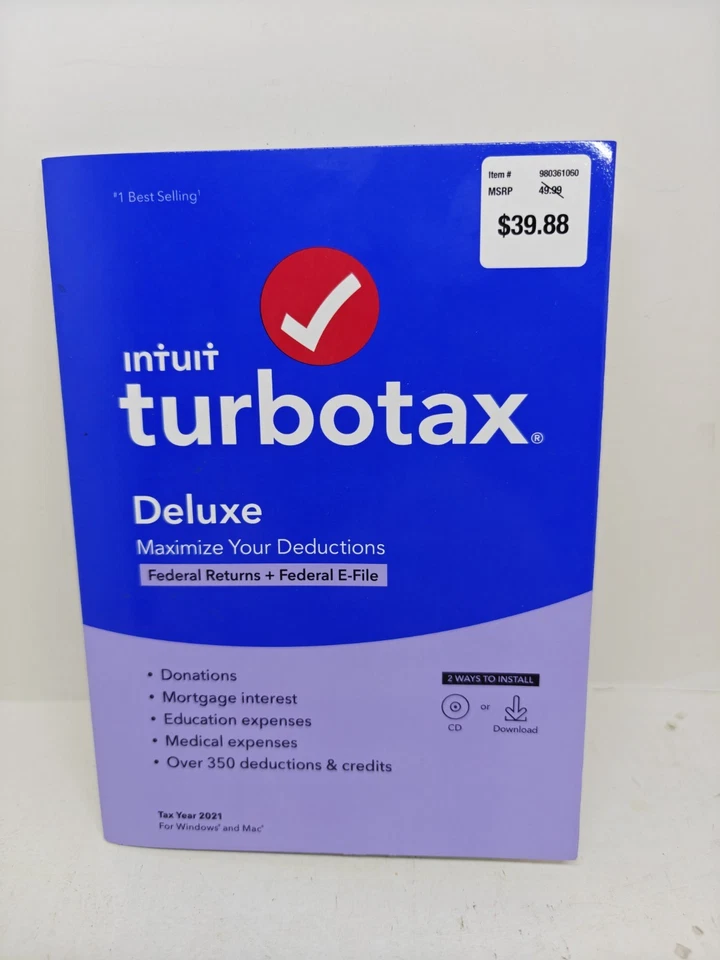 #1 Best Selling¹
Item # 980361060
MSRP 49.99
$39.88
intuit
turbotax®
Deluxe
Maximize Your Deductions
Federal Returns + Federal E-File
• Donations
• Mortgage interest
• Education expenses
• Medical expenses
• Over 350 deductions & credits
2 WAYS TO INSTALL
CD or Download
Tax Year 2021
For Windows® and Mac®